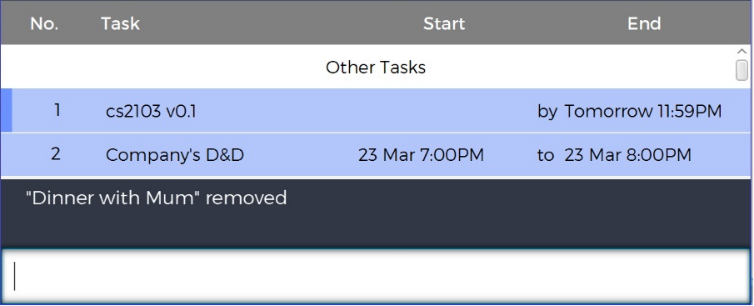 No. Task Start End
Other Tasks
1 cs2103 v0.1 by Tomorrow 11:59PM
2 Company's D&D 23 Mar 7:00PM to 23 Mar 8:00PM
"Dinner with Mum" removed